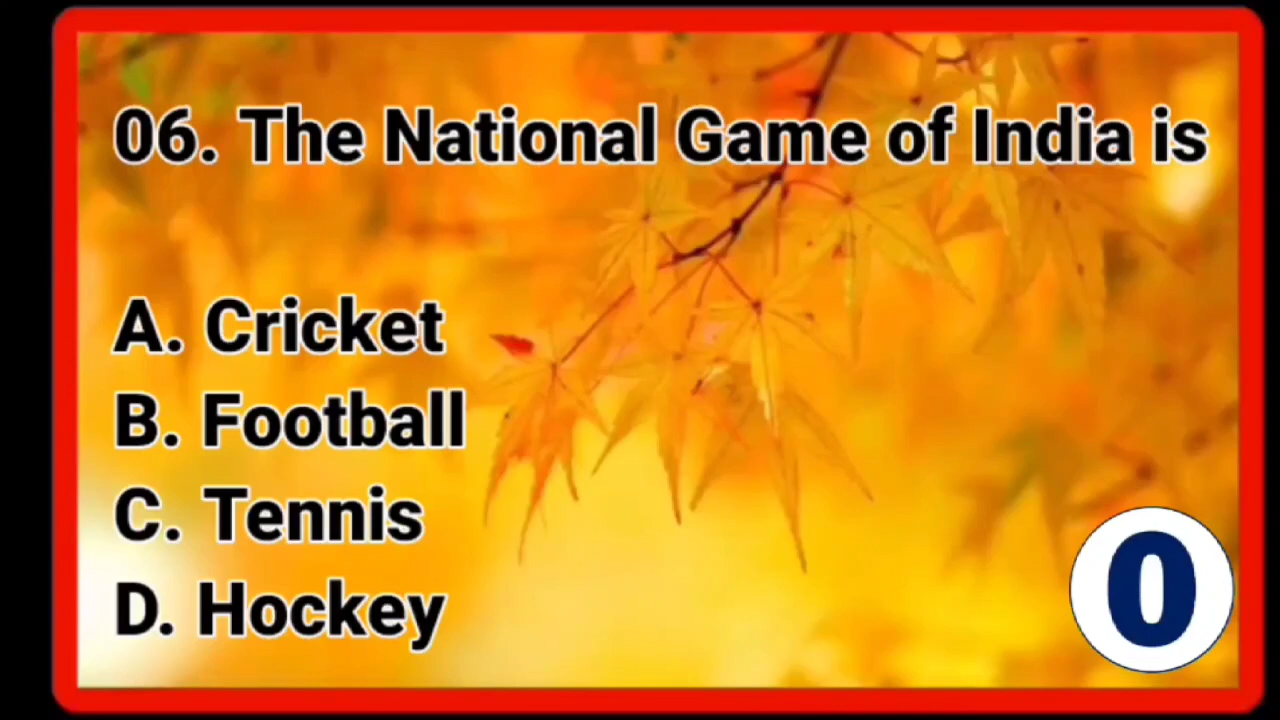 06. The National Game of India is
A. Cricket
B. Football
C. Tennis
D. Hockey
0